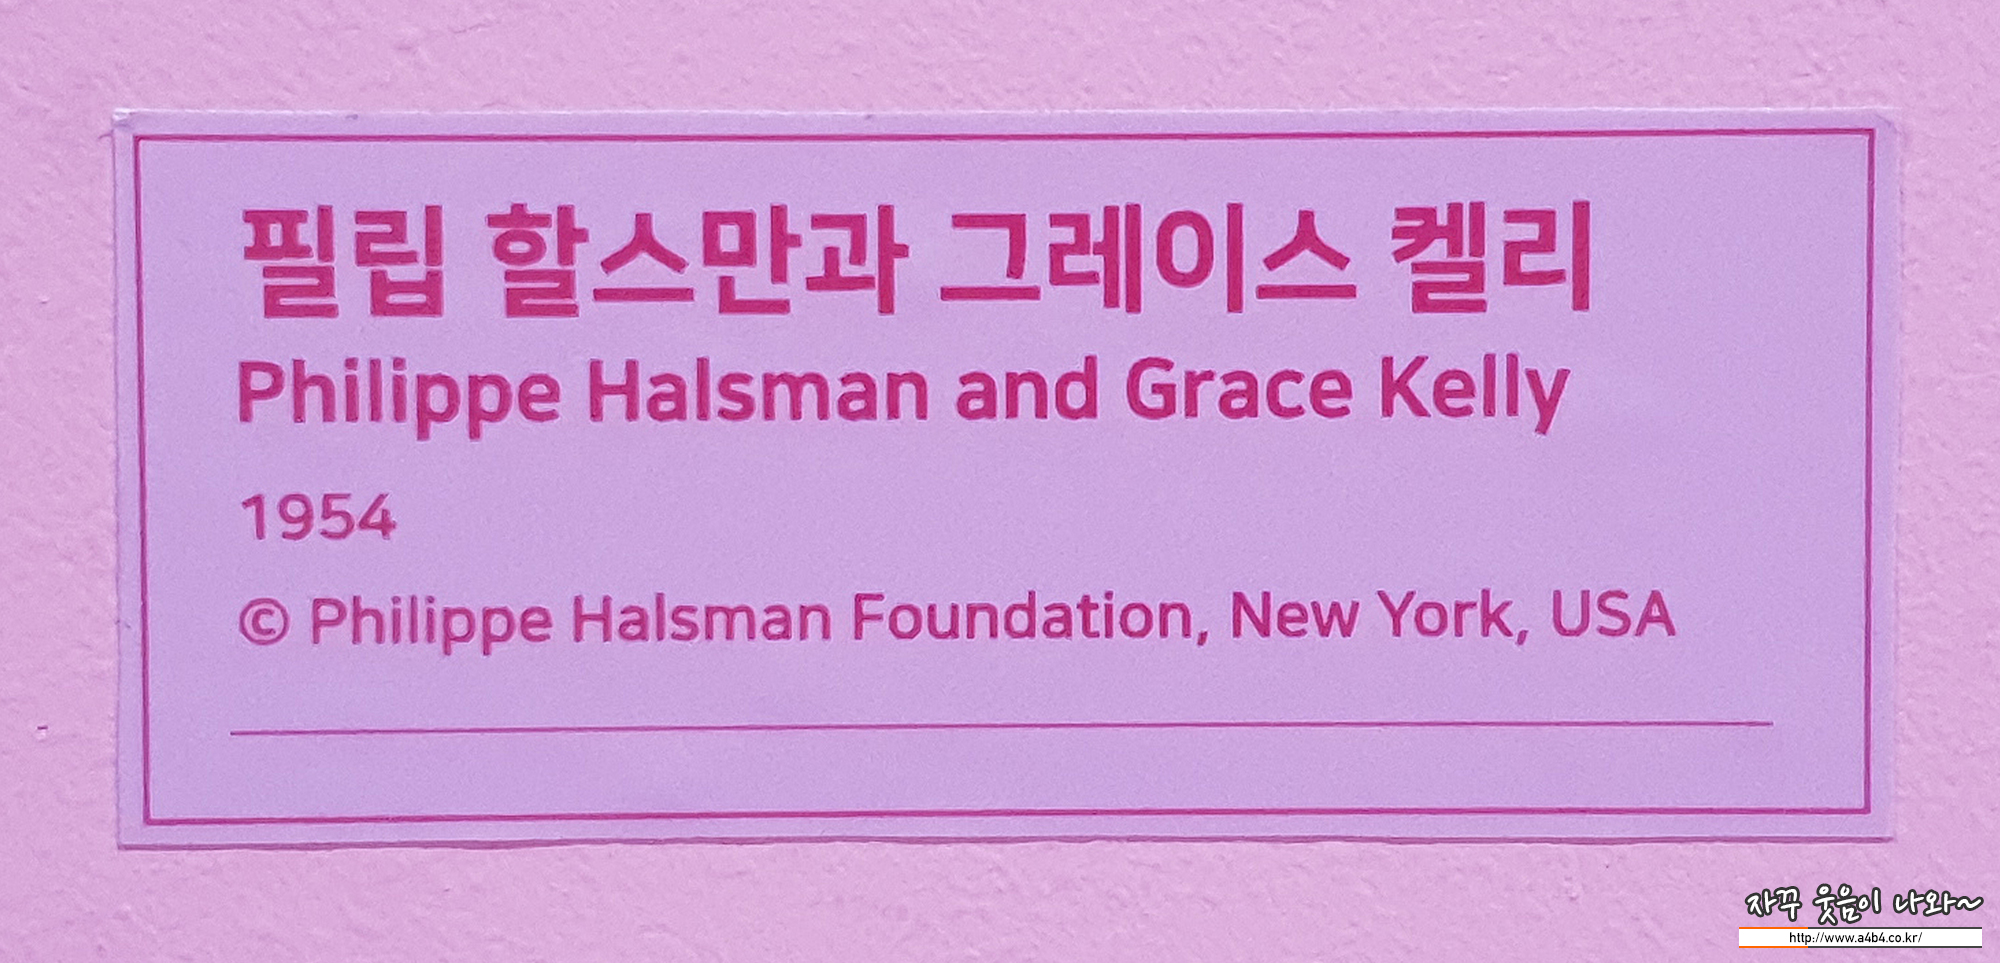 필립 할스만과 그레이스 켈리
Philippe Halsman and Grace Kelly
1954
© Philippe Halsman Foundation, New York, USA
자꾸 웃음이 나와~
http://www.a4b4.co.kr/